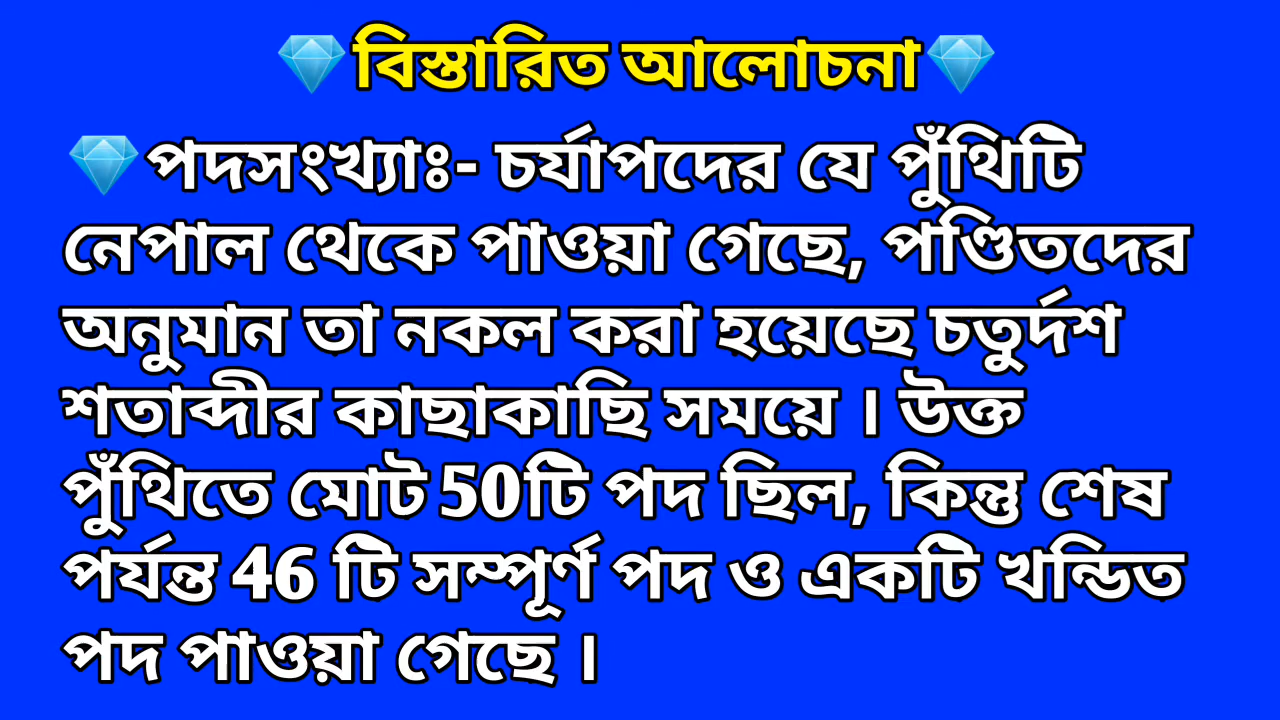 💎বিস্তারিত আলোচনা💎
💎পদসংখ্যাঃ- চর্যাপদের যে পুঁথিটি
নেপাল থেকে পাওয়া গেছে, পণ্ডিতদের
অনুমান তা নকল করা হয়েছে চতুর্দশ
শতাব্দীর কাছাকাছি সময়ে । উক্ত
পুঁথিতে মোট 50টি পদ ছিল, কিন্তু শেষ
পর্যন্ত 46 টি সম্পূর্ণ পদ ও একটি খন্ডিত
পদ পাওয়া গেছে ।